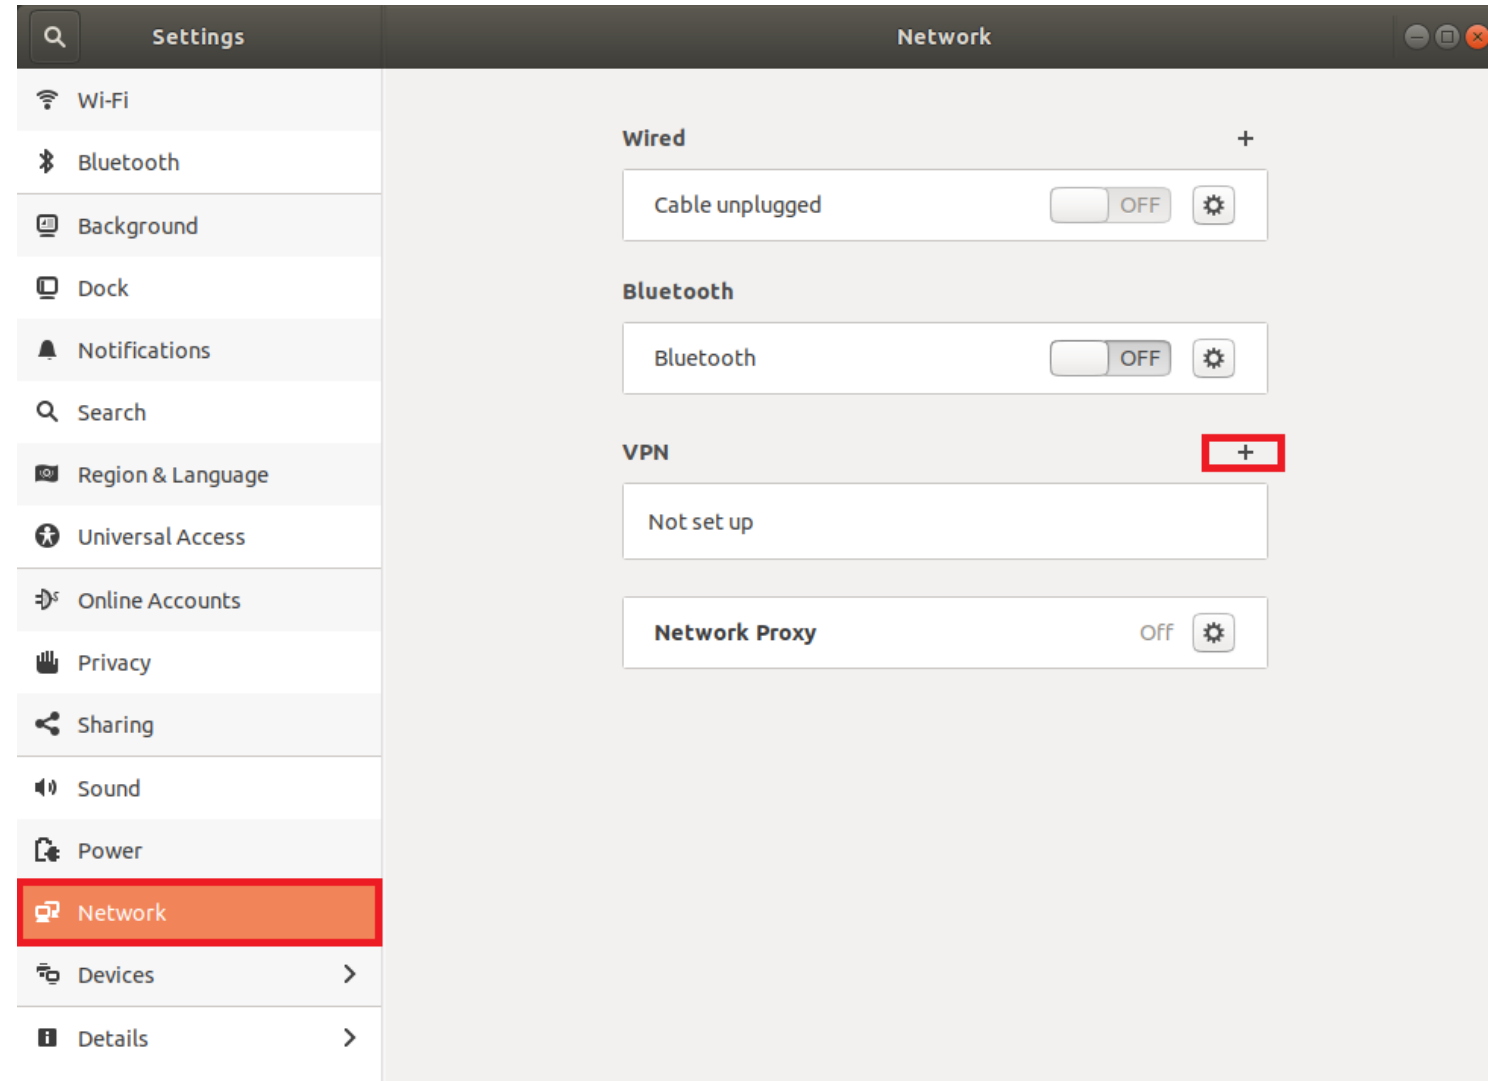 Settings
Network
Wi-Fi
Bluetooth
Background
Dock
Notifications
Search
Region & Language
Universal Access
Online Accounts
Privacy
Sharing
Sound
Power
Network
Devices
Details
Wired
Cable unplugged OFF
Bluetooth
Bluetooth OFF
VPN
Not set up
Network Proxy Off